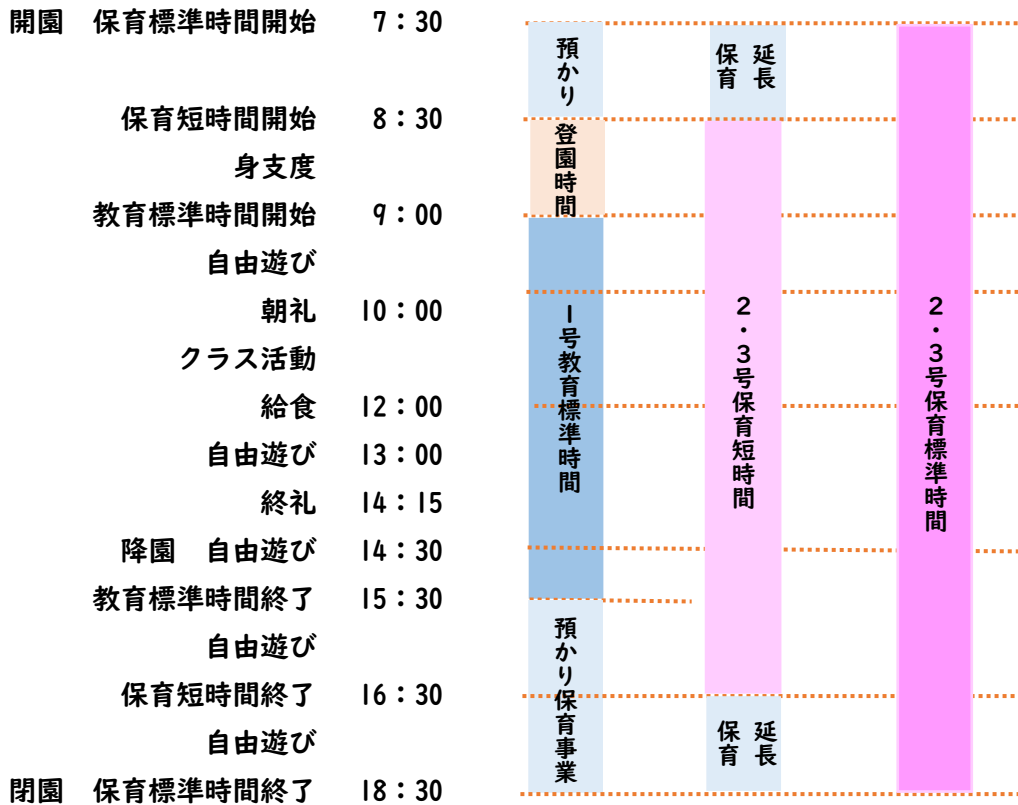 開園　保育標準時間開始　7：30
保育短時間開始　8：30
身支度
教育標準時間開始　9：00
自由遊び
朝礼　10：00
クラス活動
給食　12：00
自由遊び　13：00
終礼　14：15
降園　自由遊び　14：30
教育標準時間終了　15：30
自由遊び
保育短時間終了　16：30
自由遊び
閉園　保育標準時間終了　18：30
預かり
登園時間
1号教育標準時間
預かり保育事業
延長
保育
2・3号保育短時間
延長
保育
2・3号保育標準時間